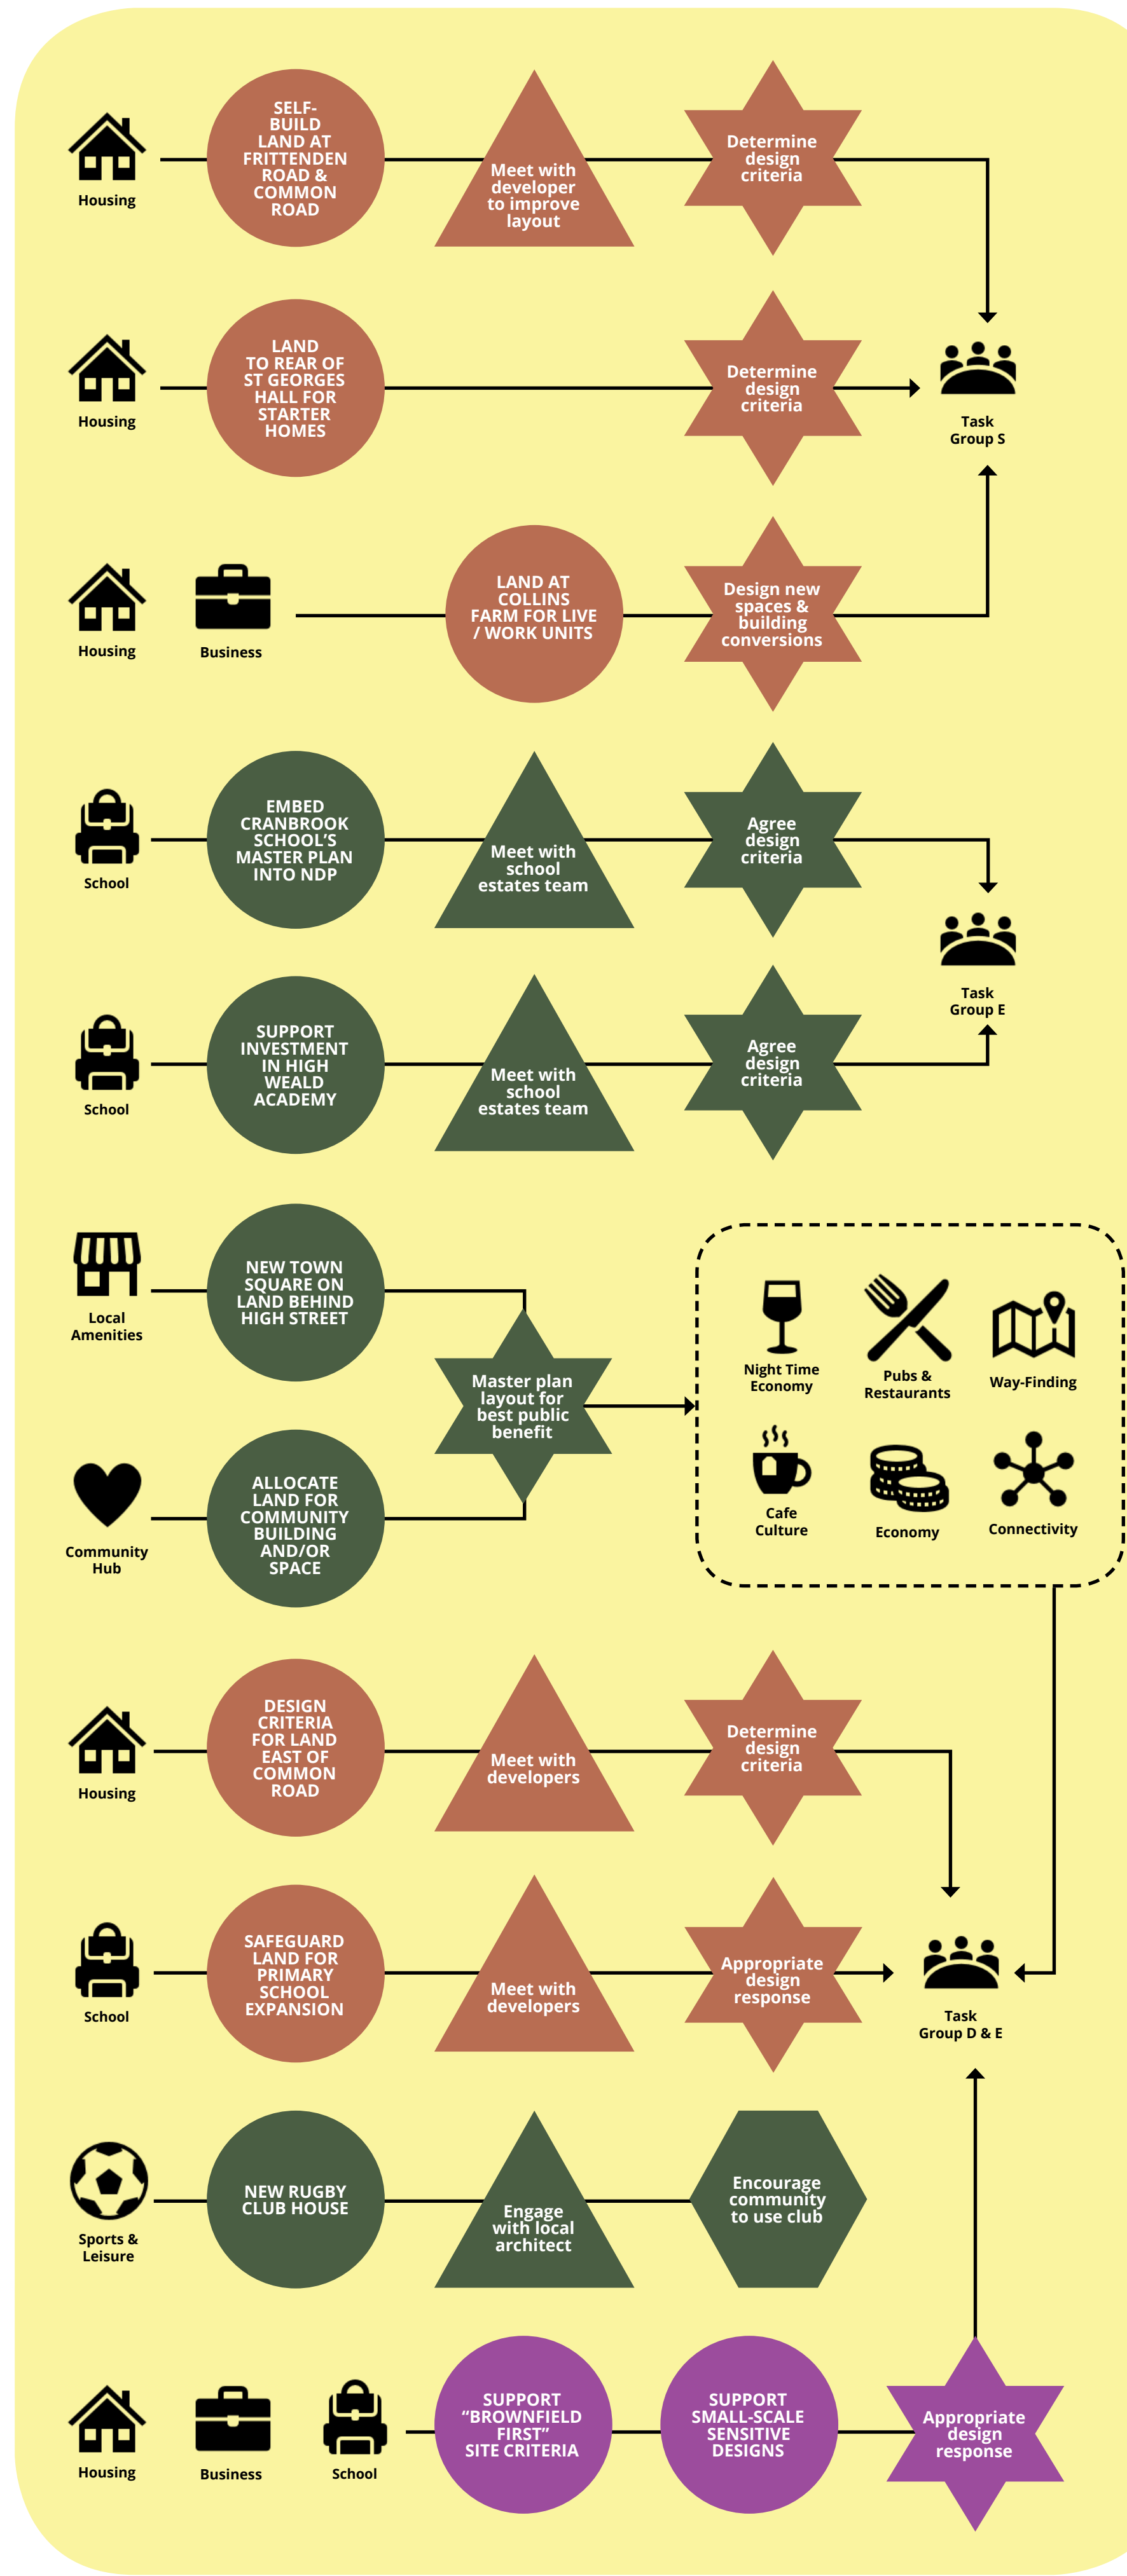 Housing
SELF-
BUILD
LAND AT
FRITTENDEN
ROAD &
COMMON
ROAD
Meet with
developer
to improve
layout
Determine
design
criteria
Housing
LAND
TO REAR OF
ST GEORGES
HALL FOR
STARTER
HOMES
Determine
design
criteria
Task
Group S
Housing
Business
LAND AT
COLLINS
FARM FOR LIVE
/ WORK UNITS
Design new
spaces &
building
conversions
School
EMBED
CRANBROOK
SCHOOL'S
MASTER PLAN
INTO NDP
Meet with
school
estates team
Agree
design
criteria
Task
Group E
School
SUPPORT
INVESTMENT
IN HIGH
WEALD
ACADEMY
Meet with
school
estates team
Agree
design
criteria
Local
Amenities
NEW TOWN
SQUARE ON
LAND BEHIND
HIGH STREET
Master plan
layout for
best public
benefit
Night Time
Economy
Pubs &
Restaurants
Way-Finding
Cafe
Culture
Economy
Connectivity
Community
Hub
ALLOCATE
LAND FOR
COMMUNITY
BUILDING
AND/OR
SPACE
Housing
DESIGN
CRITERIA
FOR LAND
EAST OF
COMMON
ROAD
Meet with
developers
Determine
design
criteria
School
SAFEGUARD
LAND FOR
PRIMARY
SCHOOL
EXPANSION
Meet with
developers
Appropriate
design
response
Task
Group D & E
Sports &
Leisure
NEW RUGBY
CLUB HOUSE
Engage
with local
architect
Encourage
community
to use club
Housing
Business
School
SUPPORT
“BROWNFIELD
FIRST”
SITE CRITERIA
SUPPORT
SMALL-SCALE
SENSITIVE
DESIGNS
Appropriate
design
response